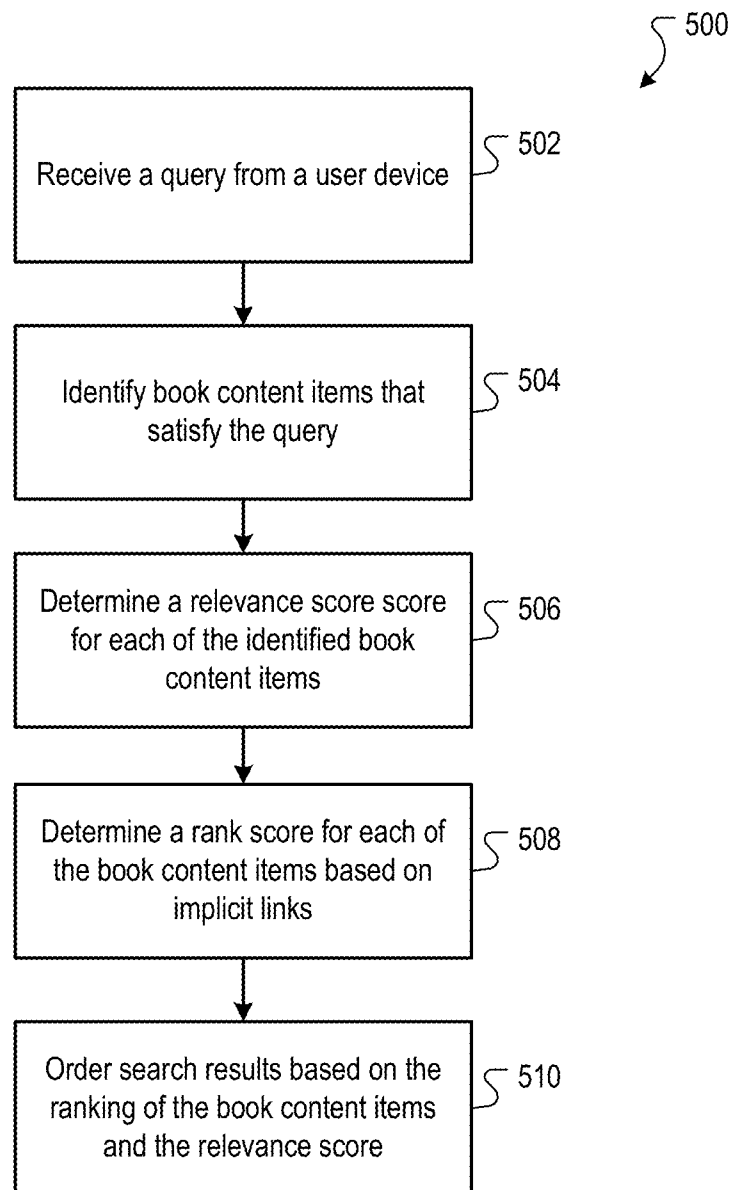 500
Receive a query from a user device
502
Identify book content items that
satisfy the query
504
Determine a relevance score score
for each of the identified book
content items
506
Determine a rank score for each of
the book content items based on
implicit links
508
Order search results based on the
ranking of the book content items
and the relevance score
510